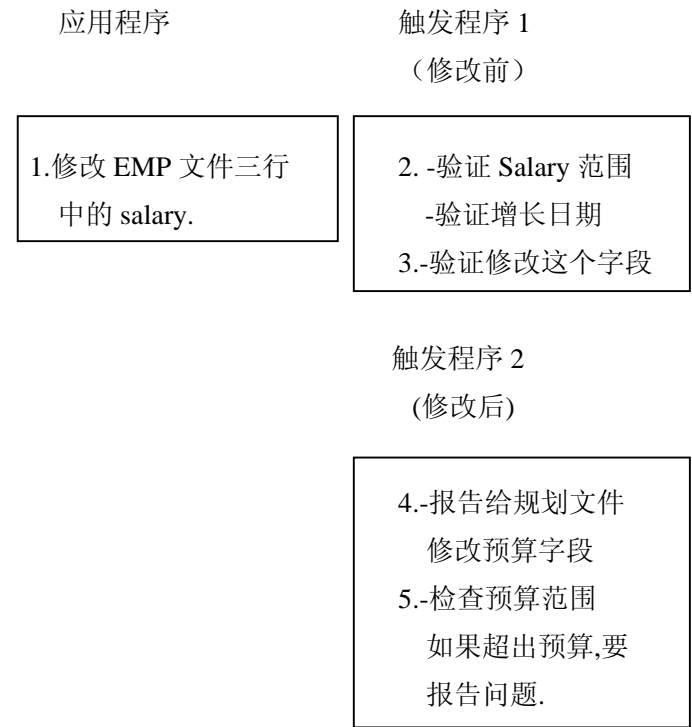 应用程序
触发程序 1
（修改前）
1.修改 EMP 文件三行
中的 salary.
2. -验证 Salary 范围
-验证增长日期
3.-验证修改这个字段
触发程序 2
(修改后)
4.-报告给规划文件
修改预算字段
5.-检查预算范围
如果超出预算,要
报告问题.